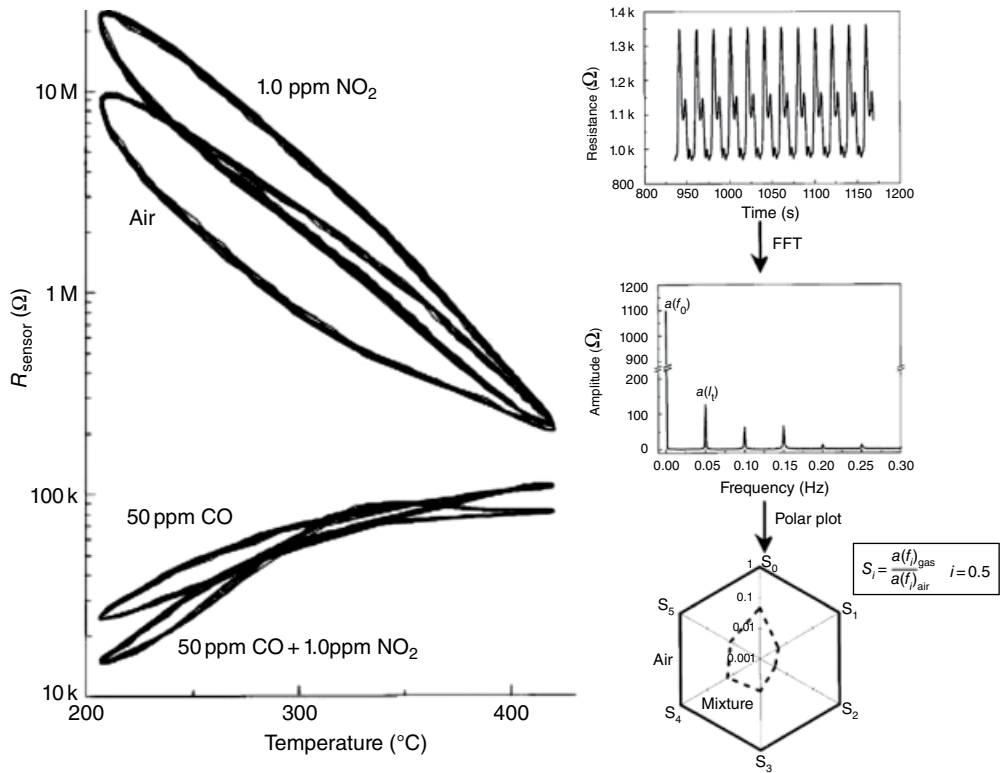 10 M
1 M
100 k
10 k
R_sensor (Ω)
1.0 ppm NO₂
Air
50 ppm CO
50 ppm CO + 1.0ppm NO₂
200
300
400
Temperature (°C)
1.4 k
1.3 k
1.2 k
1.1 k
1.0 k
800
Resistance (Ω)
800 950 1000 1050 1100 1150 1200
Time (s)
FFT
1200
1100
1000
900
200
100
0
Amplitude (Ω)
a(f₀)
a(lₜ)
0.00 0.05 0.10 0.15 0.20 0.25 0.30
Frequency (Hz)
Polar plot
S₀
1
0.1
0.01
0.001
S₁
S₂
S₃
S₄
S₅
Air
Mixture
Sᵢ = a(fᵢ)gas / a(fᵢ)air i = 0.5